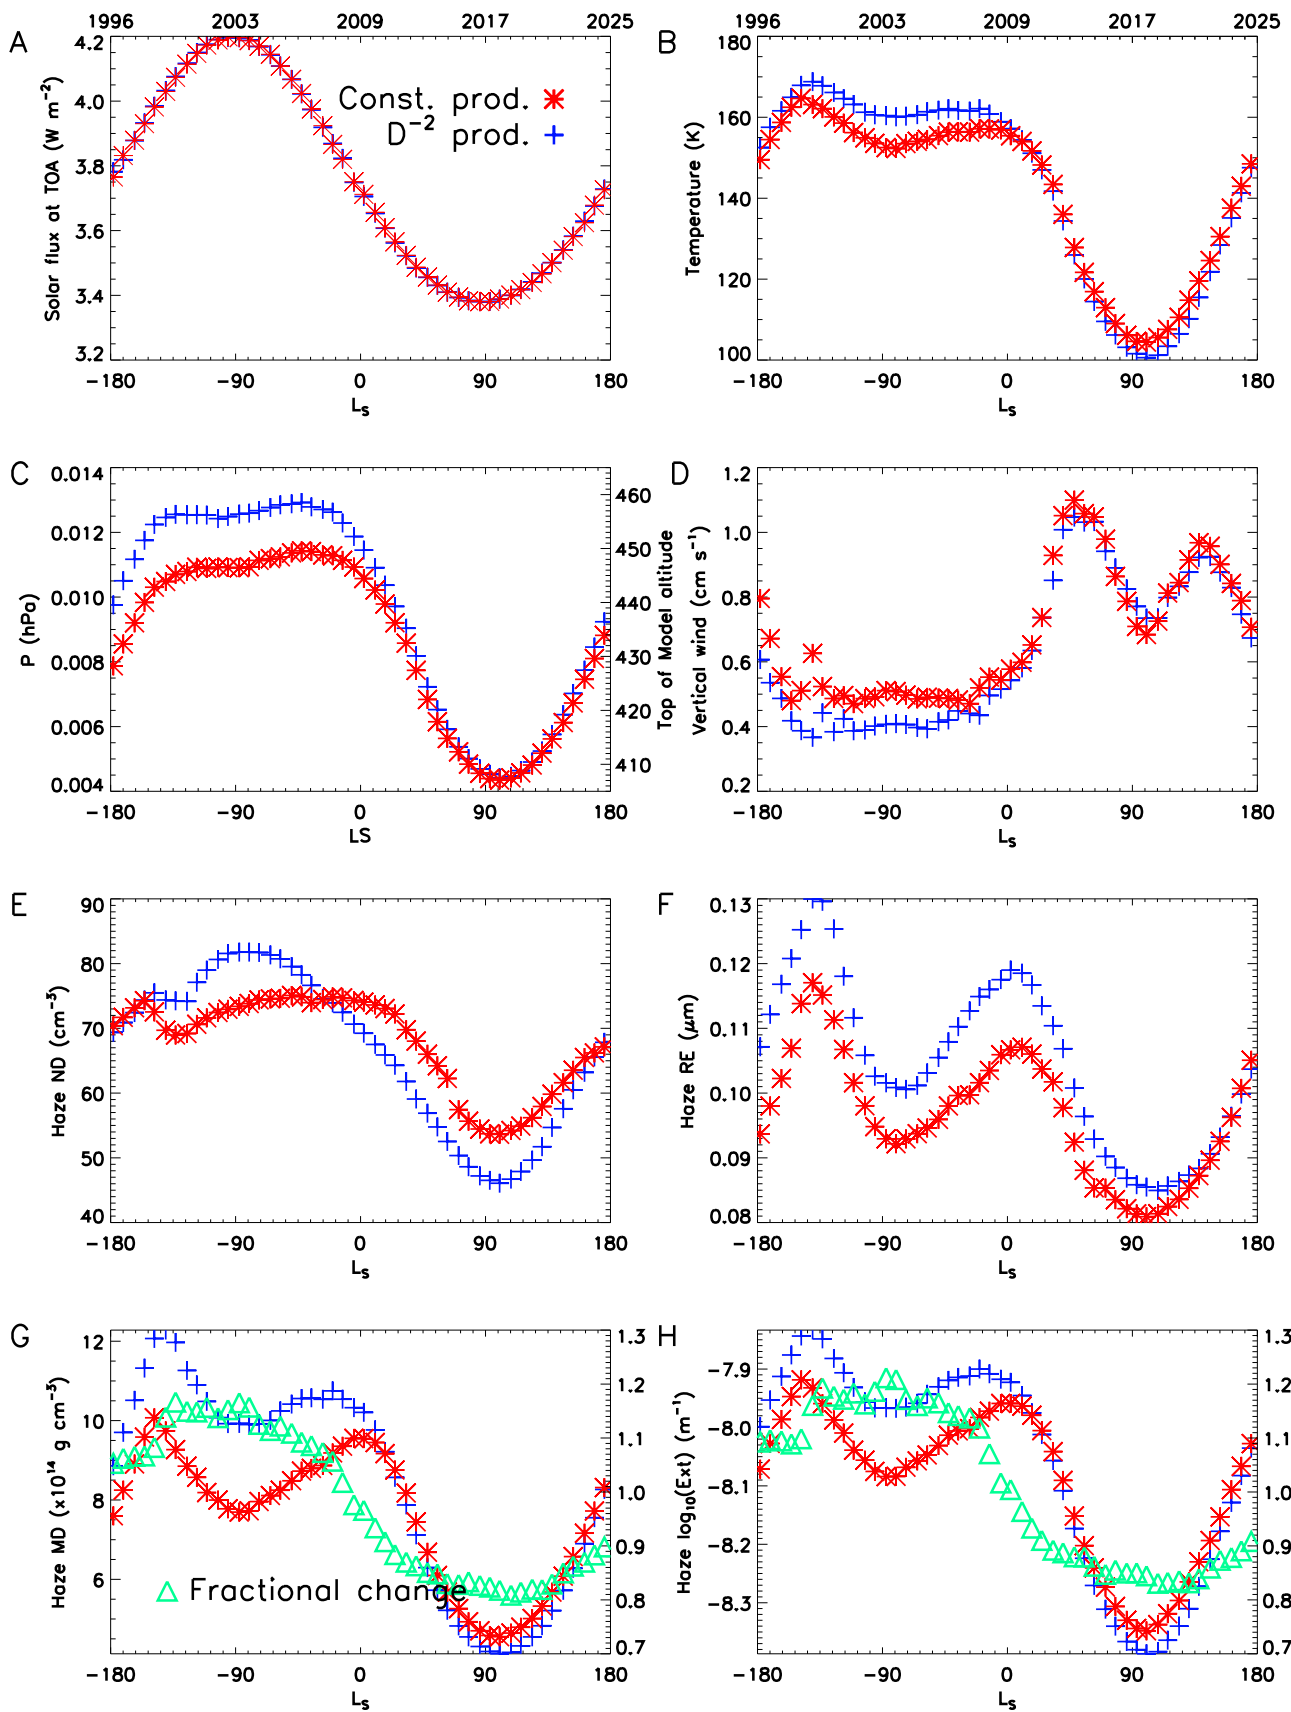 1996 2003 2009 2017 2025
A
4.2
4.0
3.8
3.6
3.4
3.2
Solar flux at TOA (W m⁻²)
Const. prod.
D⁻² prod.
−180 −90 0 90 180
Lₛ
1996 2003 2009 2017 2025
B
180
160
140
120
100
Temperature (K)
−180 −90 0 90 180
Lₛ
C
0.014
0.012
0.010
0.008
0.006
0.004
P (hPa)
460
450
440
430
420
410
Top of Model altitude
−180 −90 0 90 180
LS
D
1.2
1.0
0.8
0.6
0.4
0.2
Vertical wind (cm s⁻¹)
−180 −90 0 90 180
Lₛ
E
90
80
70
60
50
40
Haze ND (cm⁻³)
−180 −90 0 90 180
Lₛ
F
0.13
0.12
0.11
0.10
0.09
0.08
Haze RE (μm)
−180 −90 0 90 180
Lₛ
G
12
10
8
6
Haze MD (x10¹⁴ g cm⁻³)
Fractional change
1.3
1.2
1.1
1.0
0.9
0.8
0.7
−180 −90 0 90 180
Lₛ
H
−7.9
−8.0
−8.1
−8.2
−8.3
Haze log₁₀(Ext) (m⁻¹)
1.3
1.2
1.1
1.0
0.9
0.8
0.7
−180 −90 0 90 180
Lₛ